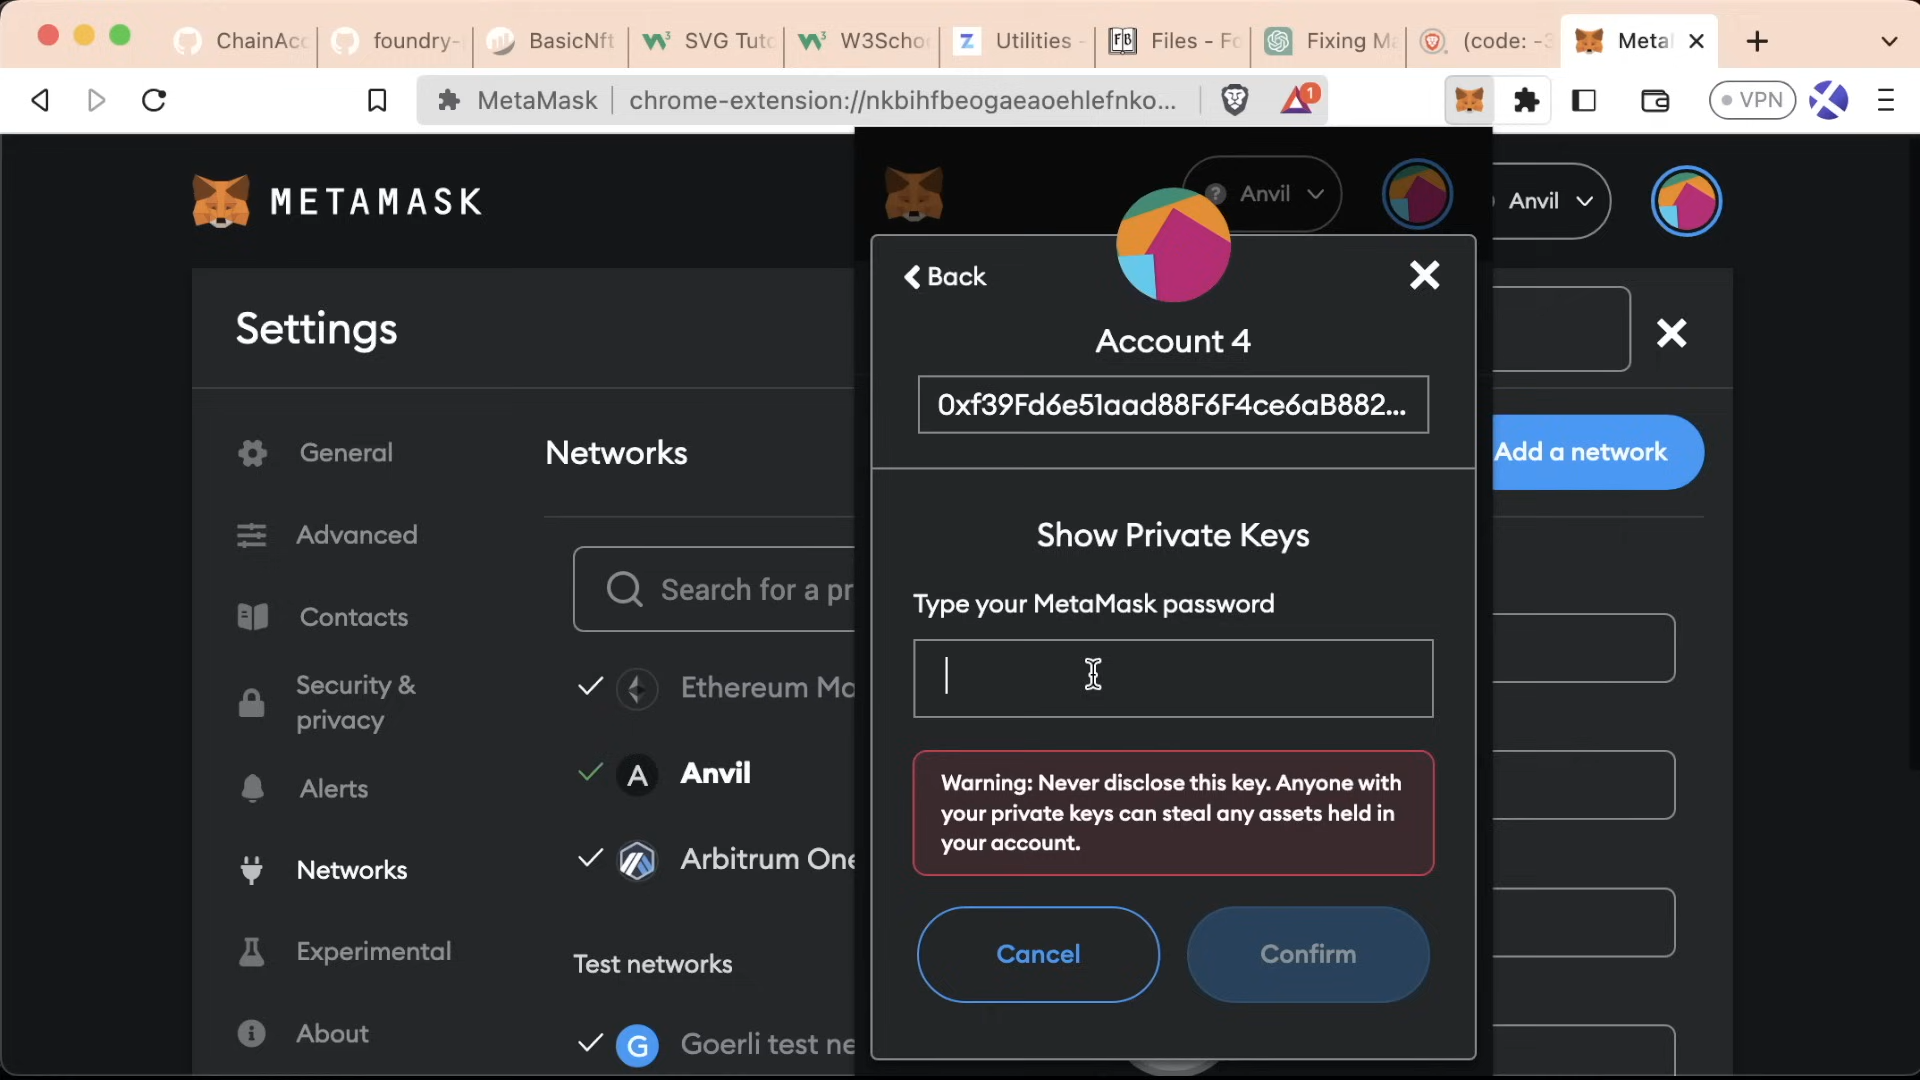 ChainAcc
foundry-
BasicNft
SVG Tuto
W3Scho
Utilities -
Files - Fo
Fixing Ma
(code: -3
Meta
MetaMask
chrome-extension://nkbihfbeogaeaoehlefnko...
1
VPN
METAMASK
Anvil
Anvil
Back
Settings
Account 4
0xf39Fd6e51aad88F6F4ce6aB882...
General
Networks
Add a network
Advanced
Show Private Keys
Search for a pr
Type your MetaMask password
Contacts
Security &
privacy
Ethereum Ma
Anvil
Alerts
Warning: Never disclose this key. Anyone with
your private keys can steal any assets held in
your account.
Arbitrum One
Networks
Experimental
Test networks
Cancel
Confirm
About
G
Goerli test ne